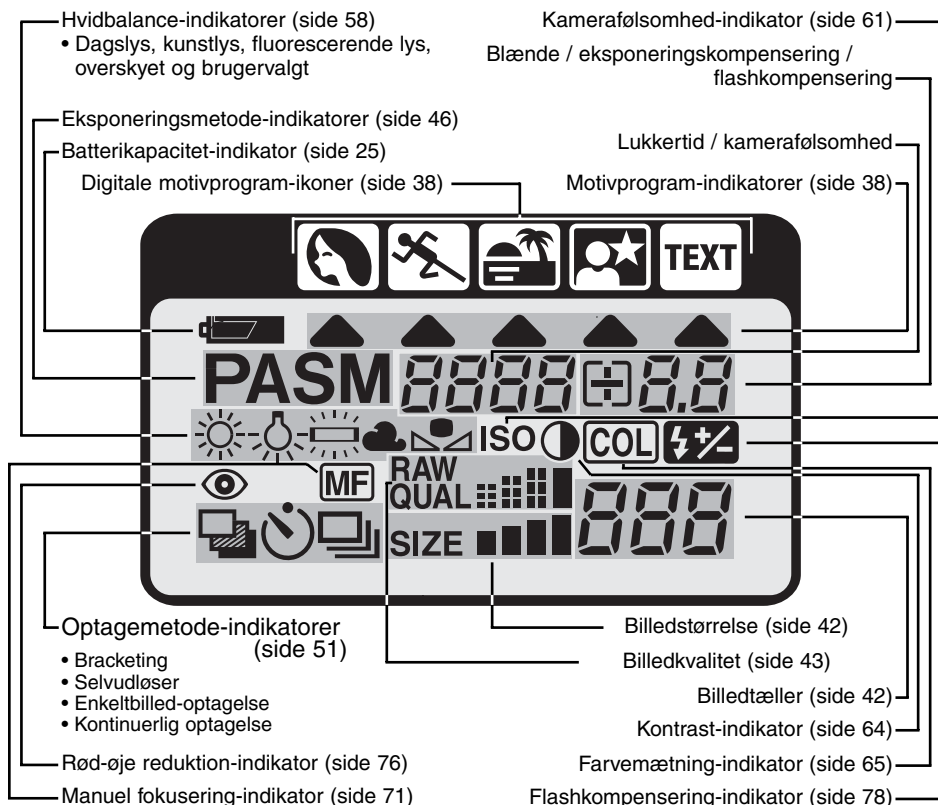 Hvidbalance-indikatorer (side 58)
• Dagslys, kunstlys, fluorescerende lys,
overskyet og brugervalgt
Eksponeringsmetode-indikatorer (side 46)
Batterikapacitet-indikator (side 25)
Digitale motivprogram-ikoner (side 38)
Kamerafølsomhed-indikator (side 61)
Blænde / eksponeringskompensering /
flashkompensering
Lukkertid / kamerafølsomhed
Motivprogram-indikatorer (side 38)
TEXT
PASM 8888 8.8
ISO COL
MF RAW
QUAL
SIZE 888
Optagemetode-indikatorer
(side 51)
• Bracketing
• Selvudløser
• Enkeltbilled-optagelse
• Kontinuerlig optagelse
Rød-øje reduktion-indikator (side 76)
Manuel fokusering-indikator (side 71)
Billedstørrelse (side 42)
Billedkvalitet (side 43)
Billedtæller (side 42)
Kontrast-indikator (side 64)
Farvemætning-indikator (side 65)
Flashkompensering-indikator (side 78)